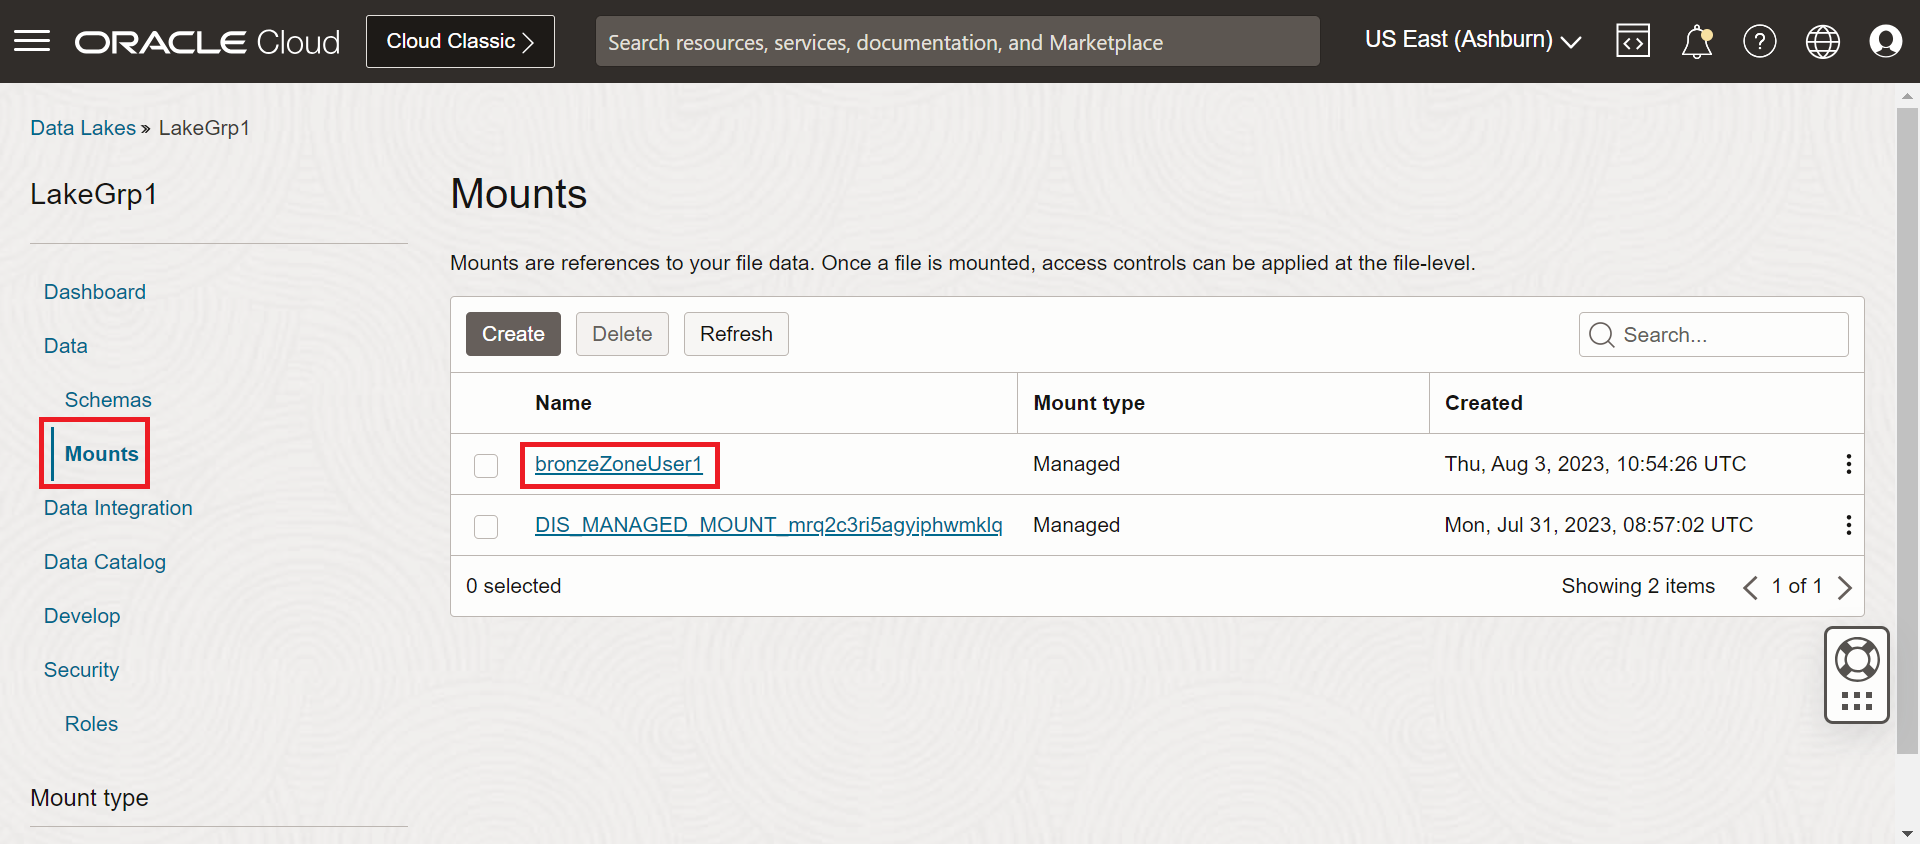 ORACLE Cloud
Cloud Classic
Search resources, services, documentation, and Marketplace
US East (Ashburn)
Data Lakes » LakeGrp1
LakeGrp1
Dashboard
Data
Schemas
Mounts
Data Integration
Data Catalog
Develop
Security
Roles
Mount type
Mounts
Mounts are references to your file data. Once a file is mounted, access controls can be applied at the file-level.
Create Delete Refresh Search...
Name Mount type Created
bronzeZoneUser1 Managed Thu, Aug 3, 2023, 10:54:26 UTC
DIS_MANAGED_MOUNT_mrq2c3ri5agyiphwmklq Managed Mon, Jul 31, 2023, 08:57:02 UTC
0 selected Showing 2 items 1 of 1